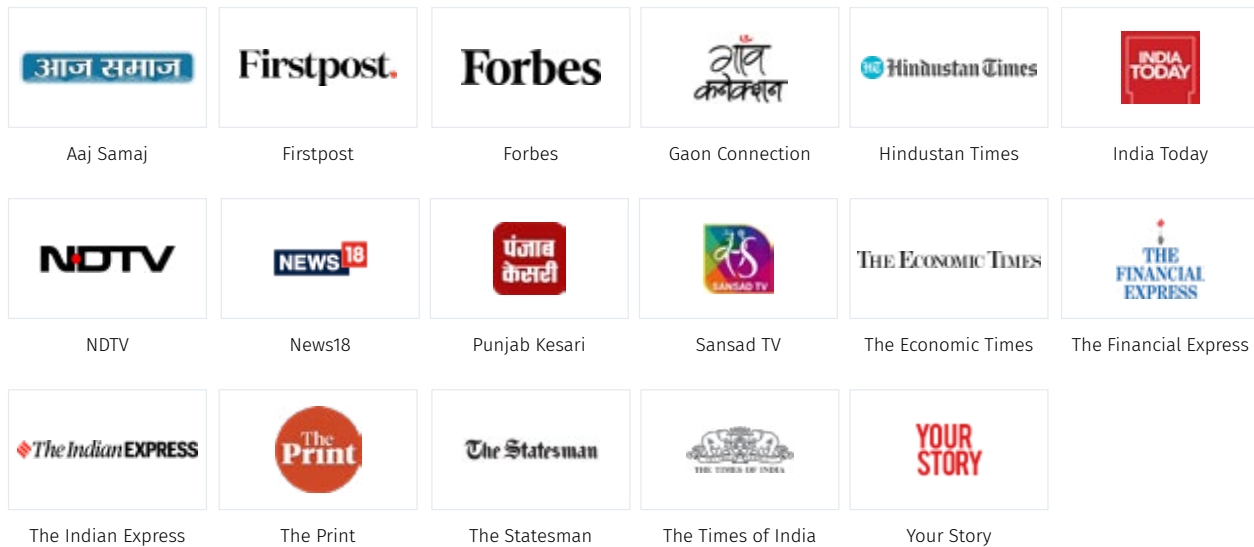 आज समाज
Firstpost.
Forbes
गाँव
कनेक्शन
HT Hindustan Times
INDIA
TODAY
Aaj Samaj
Firstpost
Forbes
Gaon Connection
Hindustan Times
India Today
NDTV
NEWS 18
पंजाब
केसरी
SANSAD TV
THE ECONOMIC TIMES
THE
FINANCIAL
EXPRESS
NDTV
News18
Punjab Kesari
Sansad TV
The Economic Times
The Financial Express
The Indian EXPRESS
The
Print
The Statesman
THE TIMES OF INDIA
YOUR
STORY
The Indian Express
The Print
The Statesman
The Times of India
Your Story